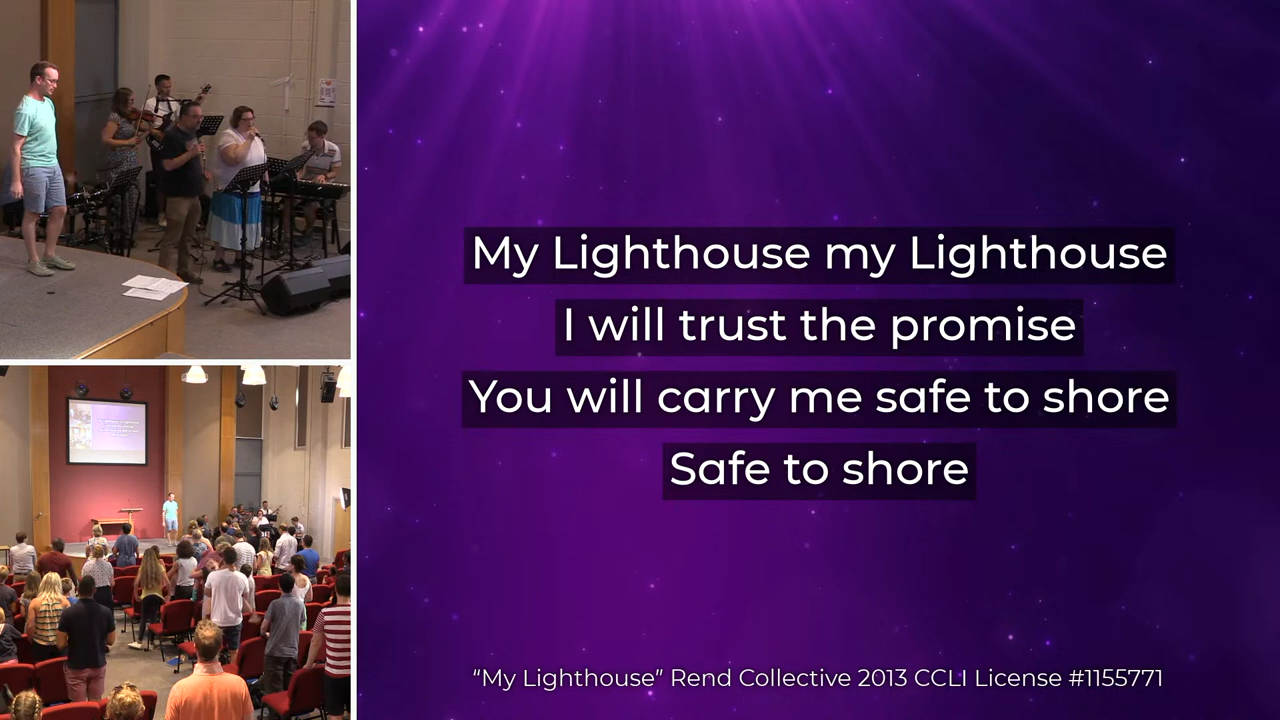 My Lighthouse my Lighthouse
I will trust the promise
You will carry me safe to shore
Safe to shore
“My Lighthouse” Rend Collective 2013 CCLI License #1155771